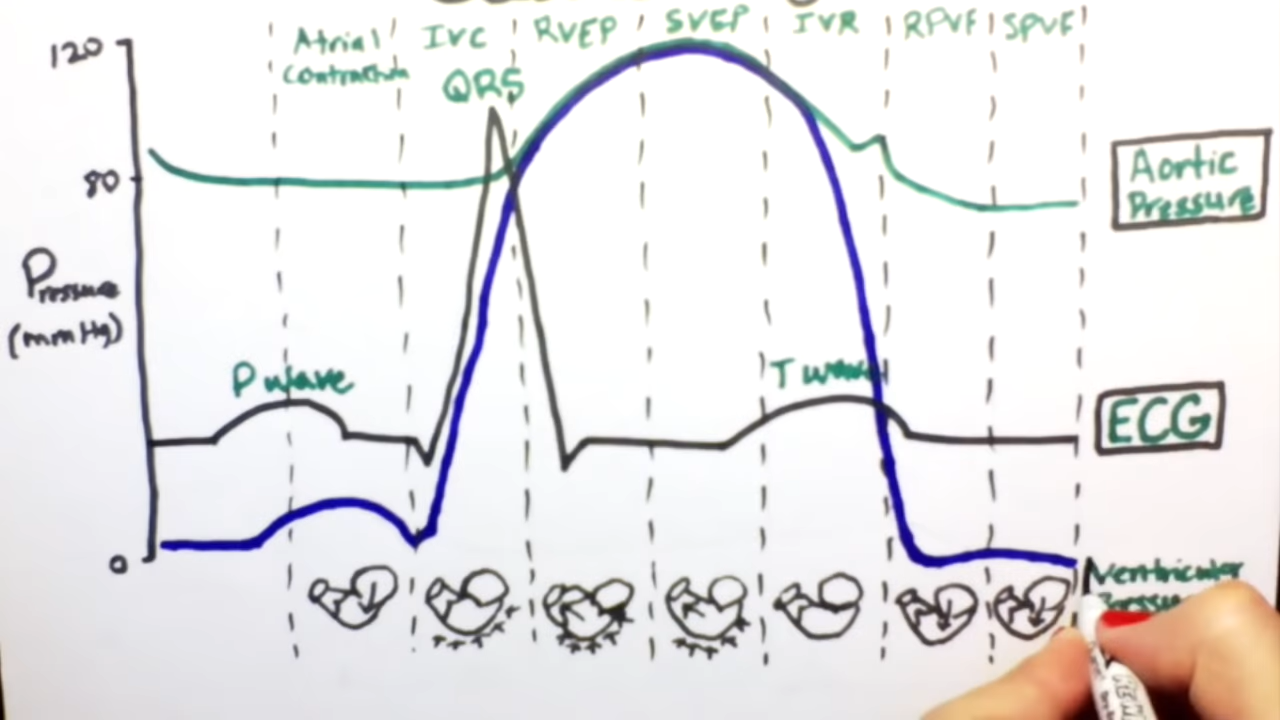 120
80
0
Pressure
(mmHg)
Atrial
Contraction
IVC
RVEP
SVEP
IVR
RPVF
SPVF
QRS
P wave
T wave
Aortic
Pressure
ECG
Ventricular